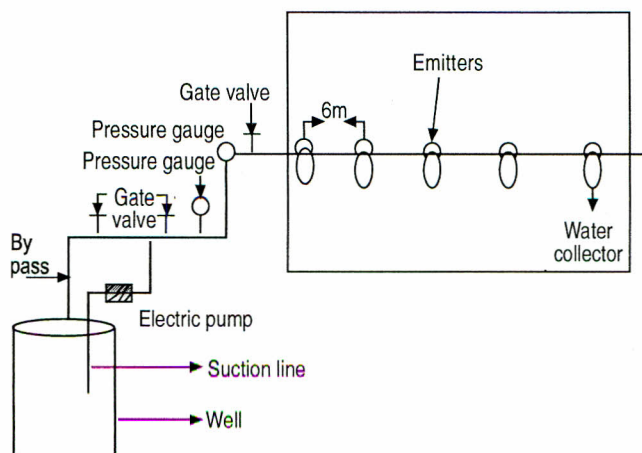 Emitters
Gate valve
6m
Pressure gauge
Pressure gauge
Gate
valve
By
pass
Water
collector
Electric pump
Suction line
Well